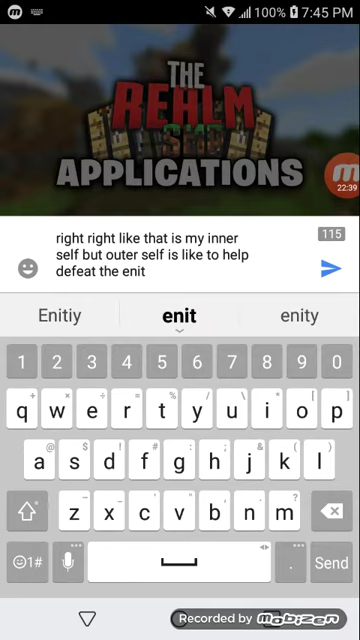 100% 7:45 PM
THE
REALM
SMP
APPLICATIONS
22:39
right right like that is my inner
self but outer self is like to help
defeat the enit
115
Enitiy enit enity
1 2 3 4 5 6 7 8 9 0
q w e r t y u i o p
a s d f g h j k l
z x c v b n m
☺1# . Send
Recorded by mobizen